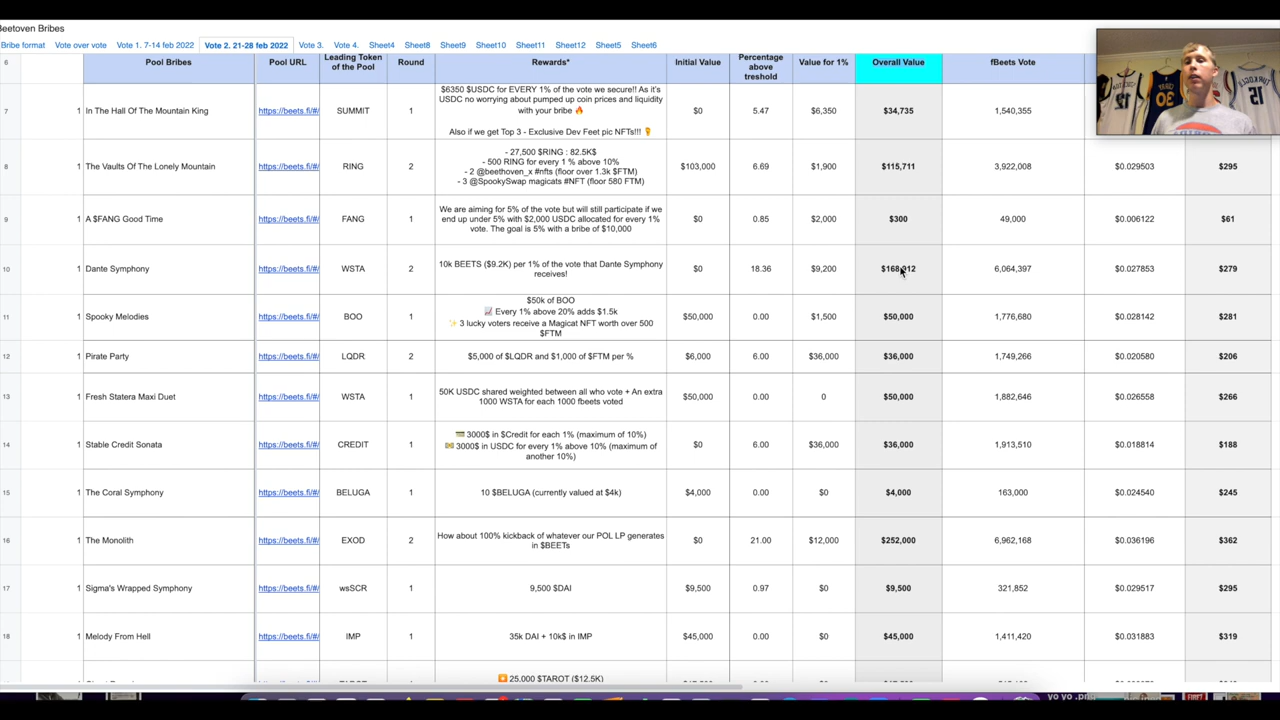 Beetoven Bribes
Bribe format Vote over vote Vote 1. 7-14 feb 2022 Vote 2. 21-28 feb 2022 Vote 3. Vote 4. Sheet4 Sheet8 Sheet9 Sheet10 Sheet11 Sheet12 Sheet5 Sheet6
6 Pool Bribes Pool URL Leading Token of the Pool Round Rewards* Initial Value Percentage above treshold Value for 1% Overall Value fBeets Vote
7 1 In The Hall Of The Mountain King https://beets.fi/#/ SUMMIT 1 $6350 $USDC for EVERY 1% of the vote we secure!! As it's
USDC no worrying about pumped up coin prices and liquidity
with your bribe 🔥
Also if we get Top 3 - Exclusive Dev Feet pic NFTs!!! $0 5.47 $6,350 $34,735 1,540,355
8 1 The Vaults Of The Lonely Mountain https://beets.fi/#/ RING 2 - 27,500 $RING : 82.5K$
- 500 RING for every 1 % above 10%
- 2 @beethoven_x #nfts (floor over 1.3k $FTM)
- 3 @SpookySwap magicats #NFT (floor 580 FTM) $103,000 6.69 $1,900 $115,711 3,922,008 $0.029503 $295
9 1 A $FANG Good Time https://beets.fi/#/ FANG 1 We are aiming for 5% of the vote but will still participate if we
end up under 5% with $2,000 USDC allocated for every 1%
vote. The goal is 5% with a bribe of $10,000 $0 0.85 $2,000 $300 49,000 $0.006122 $61
10 1 Dante Symphony https://beets.fi/#/ WSTA 2 10k BEETS ($9.2K) per 1% of the vote that Dante Symphony
receives! $0 18.36 $9,200 $168,912 6,064,397 $0.027853 $279
11 1 Spooky Melodies https://beets.fi/#/ BOO 1 $50k of BOO
📈 Every 1% above 20% adds $1.5k
✨ 3 lucky voters receive a Magicat NFT worth over 500
$FTM $50,000 0.00 $1,500 $50,000 1,776,680 $0.028142 $281
12 1 Pirate Party https://beets.fi/#/ LQDR 2 $5,000 of $LQDR and $1,000 of $FTM per % $6,000 6.00 $36,000 $36,000 1,749,266 $0.020580 $206
13 1 Fresh Statera Maxi Duet https://beets.fi/#/ WSTA 1 50K USDC shared weighted between all who vote + An extra
1000 WSTA for each 1000 fbeets voted $50,000 0.00 0 $50,000 1,882,646 $0.026558 $266
14 1 Stable Credit Sonata https://beets.fi/#/ CREDIT 1 💳 3000$ in $Credit for each 1% (maximum of 10%)
💵 3000$ in USDC for every 1% above 10% (maximum of
another 10%) $0 6.00 $36,000 $36,000 1,913,510 $0.018814 $188
15 1 The Coral Symphony https://beets.fi/#/ BELUGA 1 10 $BELUGA (currently valued at $4k) $4,000 0.00 $0 $4,000 163,000 $0.024540 $245
16 1 The Monolith https://beets.fi/#/ EXOD 2 How about 100% kickback of whatever our POL LP generates
in $BEETs $0 21.00 $12,000 $252,000 6,962,168 $0.036196 $362
17 1 Sigma's Wrapped Symphony https://beets.fi/#/ wsSCR 1 9,500 $DAI $9,500 0.97 $0 $9,500 321,852 $0.029517 $295
18 1 Melody From Hell https://beets.fi/#/ IMP 1 35k DAI + 10k$ in IMP $45,000 0.00 $0 $45,000 1,411,420 $0.031883 $319
25,000 $TAROT ($12.5K)